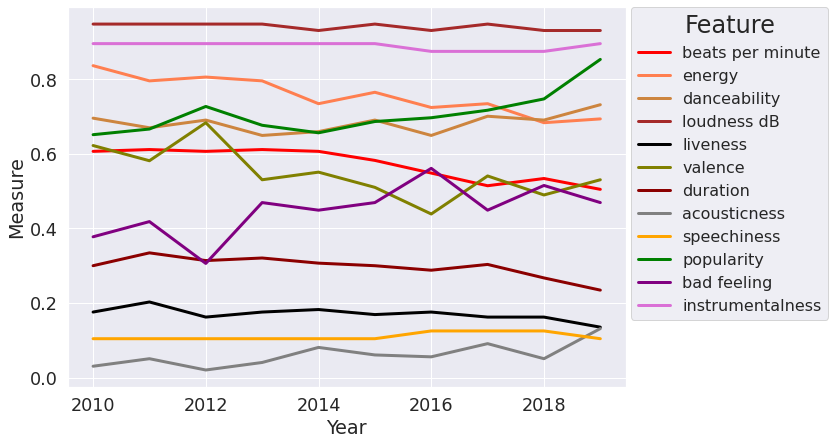 Feature
beats per minute
energy
danceability
loudness dB
liveness
valence
duration
acousticness
speechiness
popularity
bad feeling
instrumentalness
Measure
0.8
0.6
0.4
0.2
0.0
2010 2012 2014 2016 2018
Year